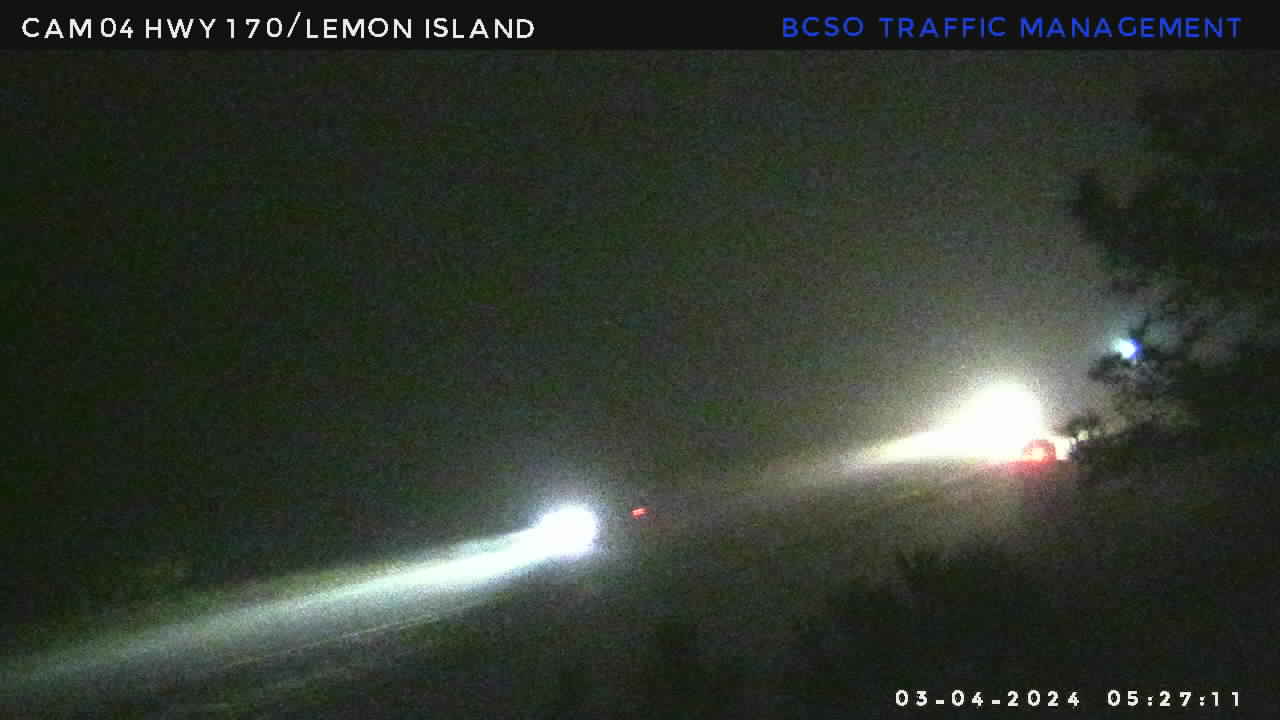 CAM04 HWY 170/LEMON ISLAND
BCSO TRAFFIC MANAGEMENT
03-04-2024 05:27:11